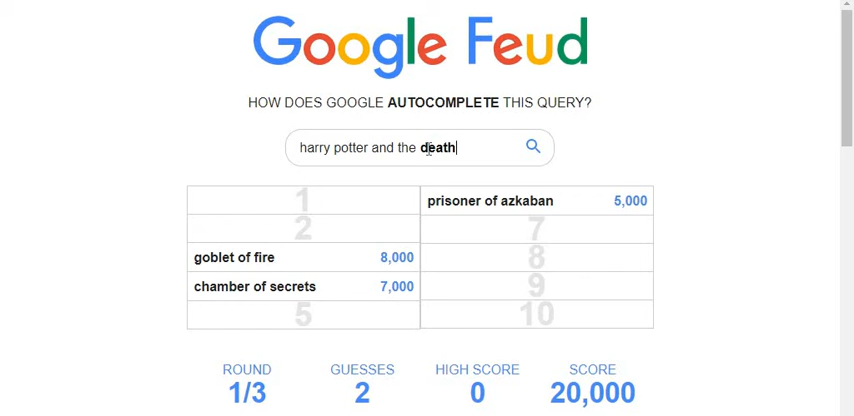 Google Feud
HOW DOES GOOGLE AUTOCOMPLETE THIS QUERY?
harry potter and the death
1
2
goblet of fire 8,000
chamber of secrets 7,000
5
prisoner of azkaban 5,000
7
8
9
10
ROUND GUESSES HIGH SCORE SCORE
1/3 2 0 20,000